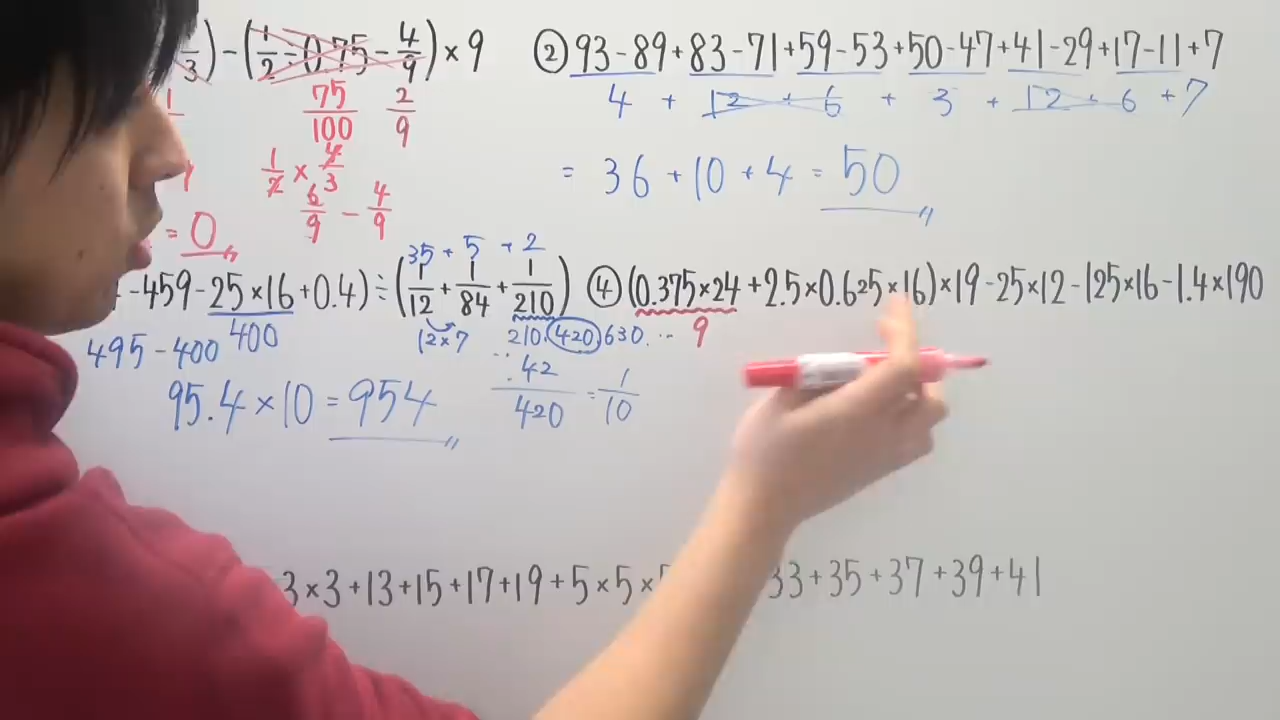 1/3) - (1/2 ÷ 0.75 - 4/9) × 9
1
75/100 2/9
1/2 × 4/3
6/9 - 4/9
= 0
② 93-89+83-71+59-53+50-47+41-29+17-11+7
4 + 12 + 6 + 3 + 12 + 6 + 7
= 36 + 10 + 4 = 50
35 + 5 + 2
-459-25×16+0.4) ÷ (1/12 + 1/84 + 1/210)
400
12×7
210. 420, 630. ...
495-400
42/420 = 1/10
95.4 × 10 = 954
④ (0.375×24+2.5×0.625×16)×19-25×12-125×16-1.4×190
9
3×3+13+15+17+19+5×5×
33+35+37+39+41